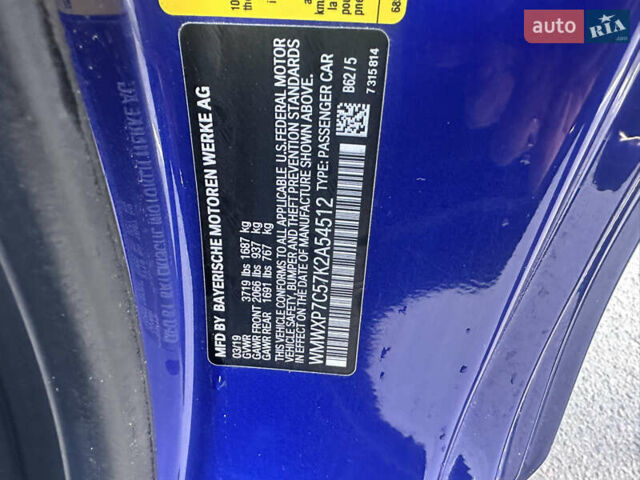 MFD BY BAYERISCHE MOTOREN WERKE AG
03/19
GVWR 3719 lbs 1687 kg
GAWR FRONT 2066 lbs 937 kg
GAWR REAR 1691 lbs 767 kg
THIS VEHICLE CONFORMS TO ALL APPLICABLE U.S.FEDERAL MOTOR
VEHICLE SAFETY, BUMPER AND THEFT PREVENTION STANDARDS
IN EFFECT ON THE DATE OF MANUFACTURE SHOWN ABOVE.
WMWXP7C57K2A54512 TYPE: PASSENGER CAR
B62/5
7315814
auto RIA
.com